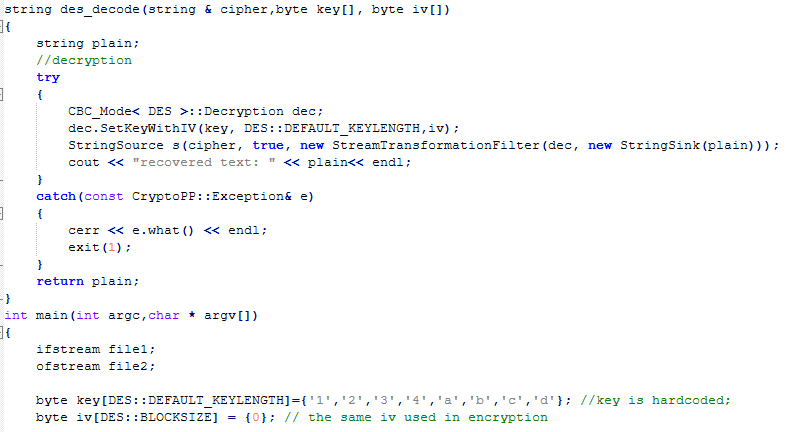 string des_decode(string & cipher,byte key[], byte iv[])
{
string plain;
//decryption
try
{
CBC_Mode< DES >::Decryption dec;
dec.SetKeyWithIV(key, DES::DEFAULT_KEYLENGTH,iv);
StringSource s(cipher, true, new StreamTransformationFilter(dec, new StringSink(plain)));
cout << "recovered text: " << plain<< endl;
}
catch(const CryptoPP::Exception& e)
{
cerr << e.what() << endl;
exit(1);
}
return plain;
}
int main(int argc,char * argv[])
{
ifstream file1;
ofstream file2;
byte key[DES::DEFAULT_KEYLENGTH]={'1','2','3','4','a','b','c','d'}; //key is hardcoded;
byte iv[DES::BLOCKSIZE] = {0}; // the same iv used in encryption